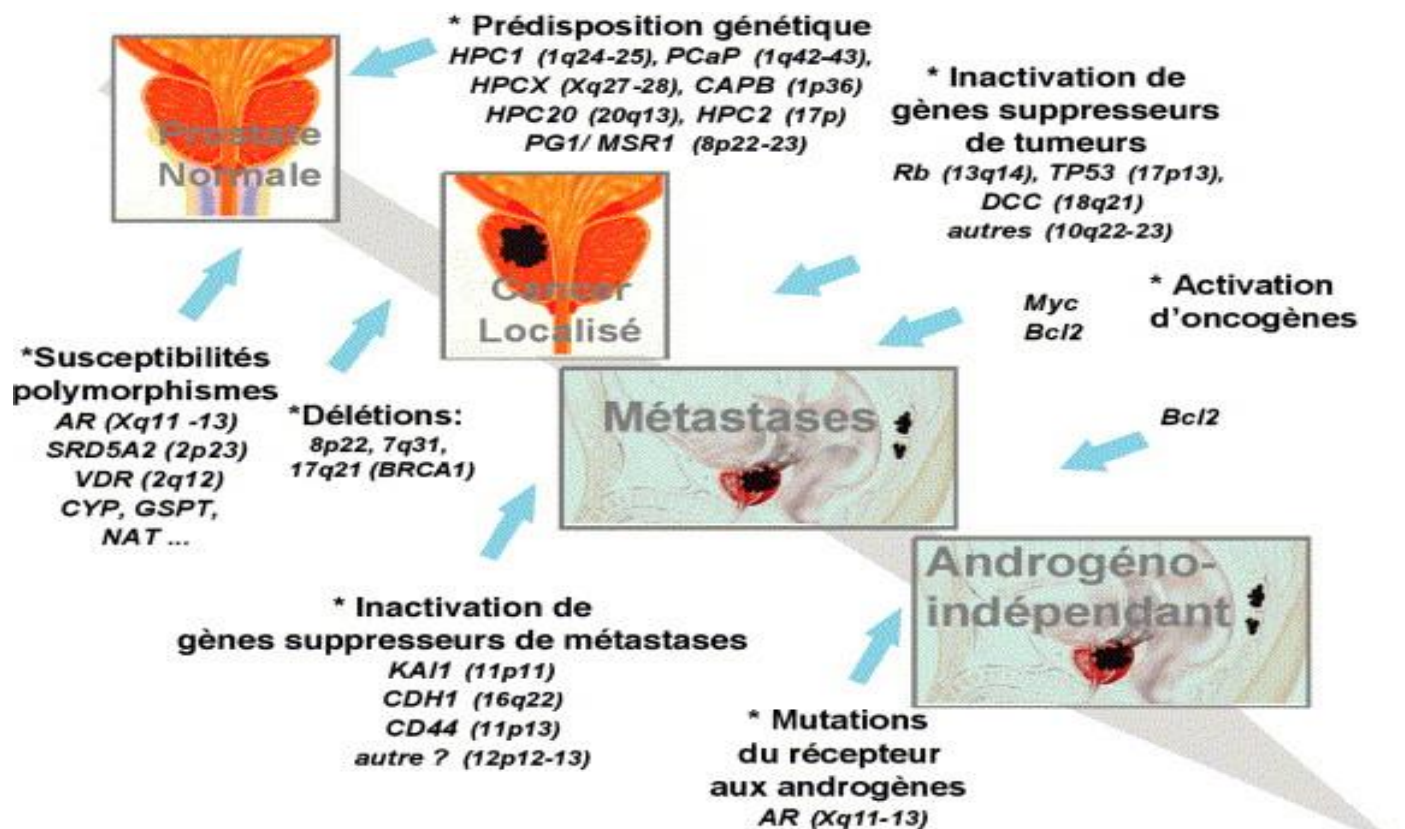 * Prédisposition génétique
HPC1 (1q24-25), PCaP (1q42-43),
HPCX (Xq27-28), CAPB (1p36)
HPC20 (20q13), HPC2 (17p)
PG1/ MSR1 (8p22-23)
Prostate
Normale
* Inactivation de
gènes suppresseurs
de tumeurs
Rb (13q14), TP53 (17p13),
DCC (18q21)
autres (10q22-23)
Cancer
Localisé
Myc
Bcl2
* Activation
d'oncogènes
*Susceptibilités
polymorphismes
AR (Xq11 -13)
SRD5A2 (2p23)
VDR (2q12)
CYP, GSPT,
NAT ...
*Délétions:
8p22, 7q31,
17q21 (BRCA1)
Métastases
Bcl2
Androgéno-
indépendant
* Inactivation de
gènes suppresseurs de métastases
KAI1 (11p11)
CDH1 (16q22)
CD44 (11p13)
autre ? (12p12-13)
* Mutations
du récepteur
aux androgènes
AR (Xq11-13)